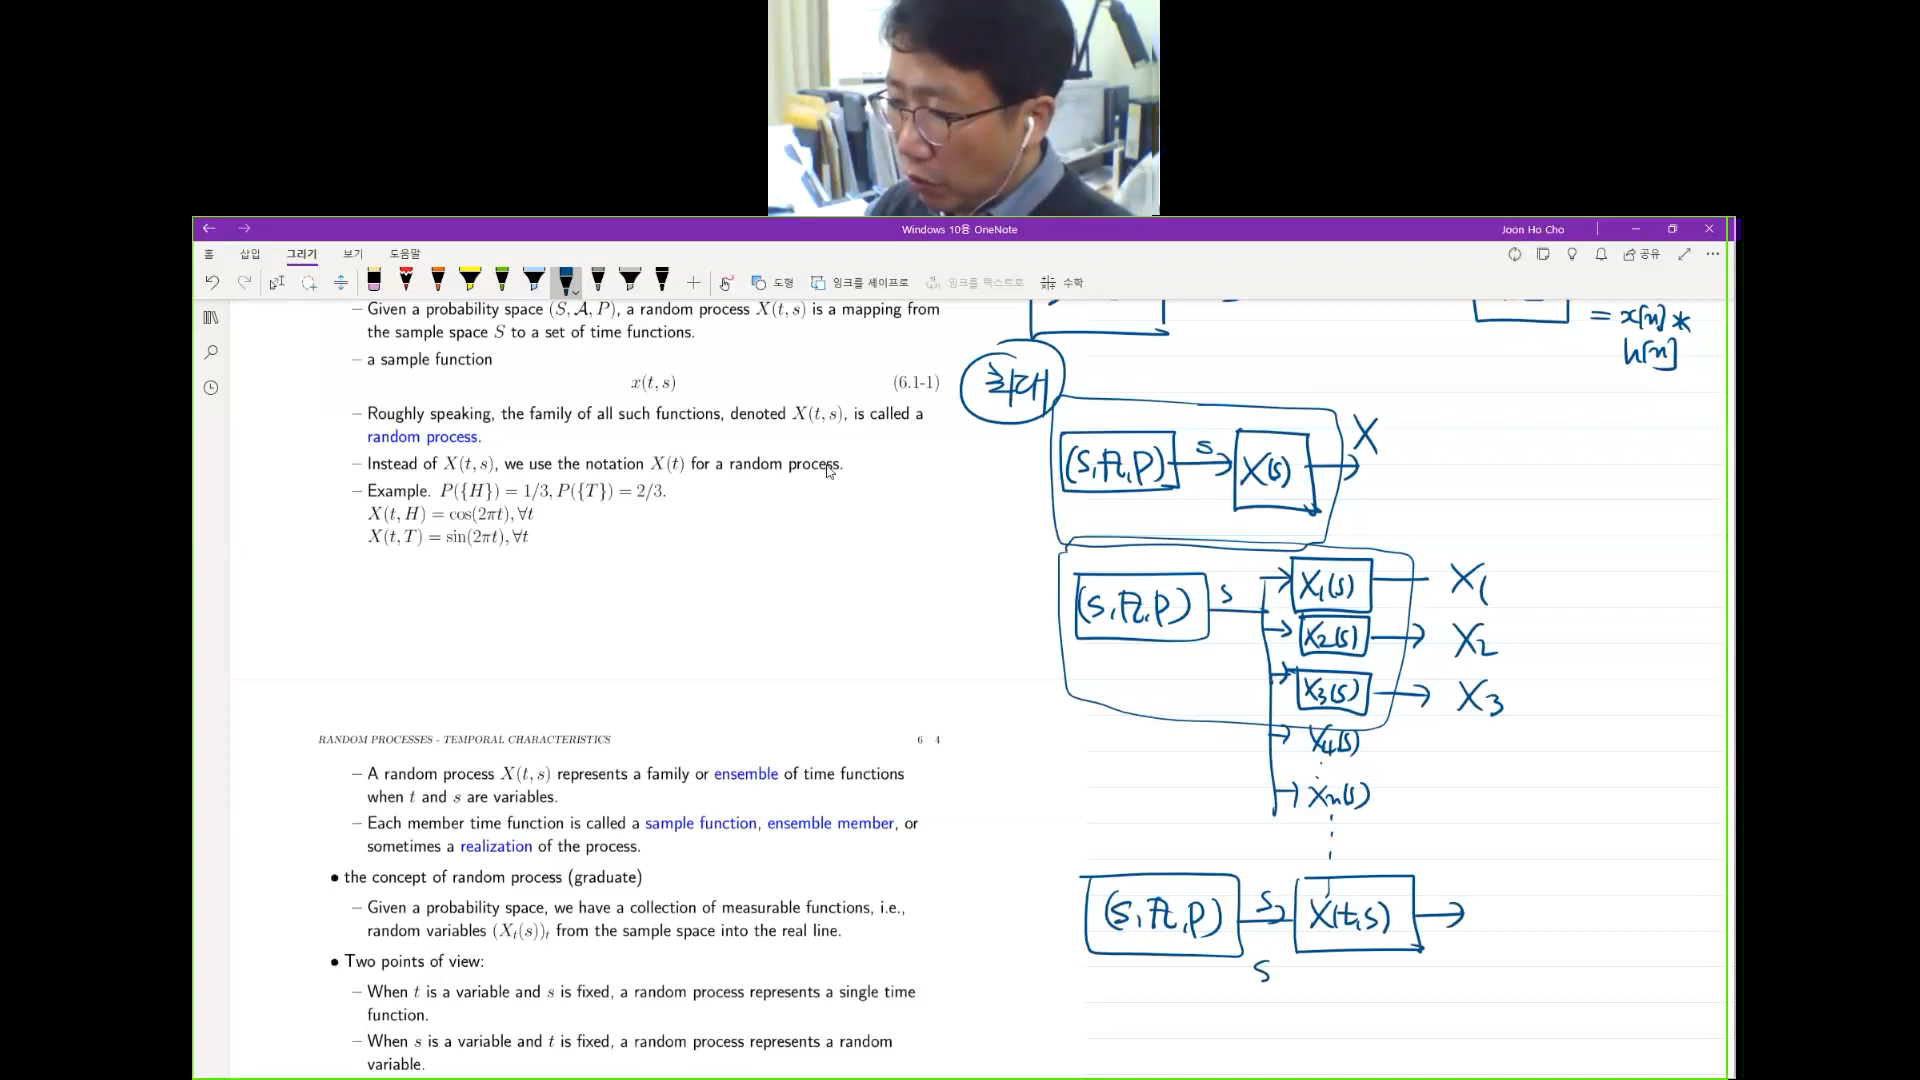 Windows 10용 OneNote
Joon Ho Cho
홈 삽입 그리기 보기 도움말
공유
도형 잉크를 셰이프로 잉크를 텍스트로 수학
– Given a probability space (S, 𝒜, P), a random process X(t, s) is a mapping from
the sample space S to a set of time functions.
– a sample function
x(t, s) (6.1-1)
– Roughly speaking, the family of all such functions, denoted X(t, s), is called a
random process.
– Instead of X(t, s), we use the notation X(t) for a random process.
– Example. P({H}) = 1/3, P({T}) = 2/3.
X(t, H) = cos(2πt), ∀t
X(t, T) = sin(2πt), ∀t
RANDOM PROCESSES - TEMPORAL CHARACTERISTICS 6 4
– A random process X(t, s) represents a family or ensemble of time functions
when t and s are variables.
– Each member time function is called a sample function, ensemble member, or
sometimes a realization of the process.
• the concept of random process (graduate)
– Given a probability space, we have a collection of measurable functions, i.e.,
random variables (Xₜ(s))ₜ from the sample space into the real line.
• Two points of view:
– When t is a variable and s is fixed, a random process represents a single time
function.
– When s is a variable and t is fixed, a random process represents a random
variable.
= x[n] *
h[n]
(S, A, P) s X(s) X
(S, A, P) s X₁(s) X₁
X₂(s) X₂
X₃(s) X₃
X₄(s)
Xn(s)
(S, A, P) s X(t,s)
s